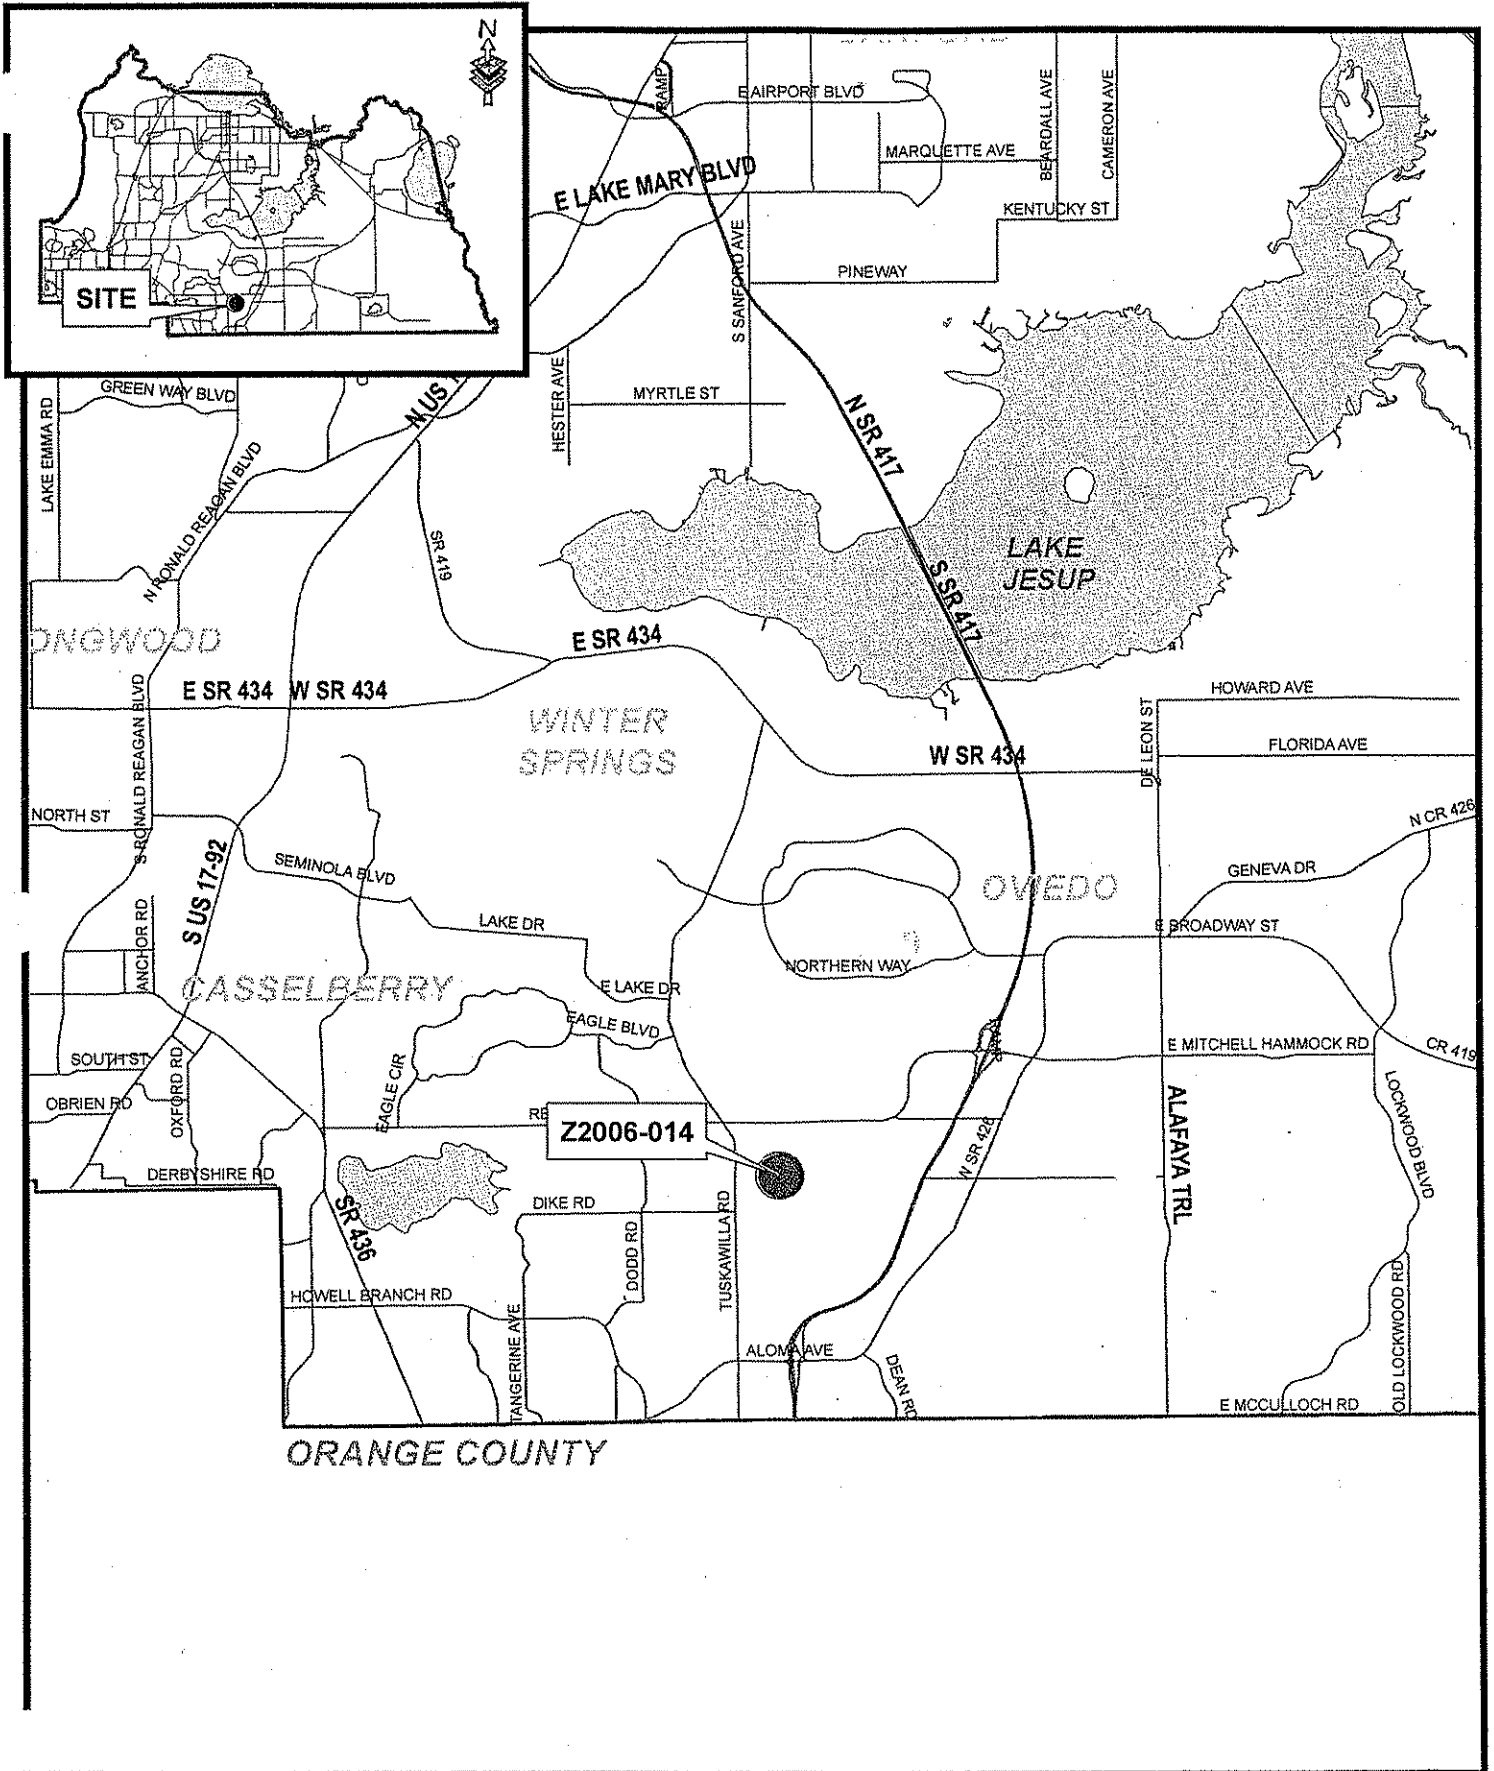 N
SITE
RAMP
E AIRPORT BLVD
BEARDALL AVE
CAMERON AVE
MARQUETTE AVE
E LAKE MARY BLVD
KENTUCKY ST
S SANFORD AVE
PINEWAY
GREEN WAY BLVD
LAKE EMMA RD
N US 1
HESTER AVE
MYRTLE ST
N SR 417
N RONALD REAGAN BLVD
SR 419
LAKE
JESUP
S SR 417
ONGWOOD
E SR 434
E SR 434
W SR 434
HOWARD AVE
WINTER
SPRINGS
S RONALD REAGAN BLVD
DE LEON ST
W SR 434
FLORIDA AVE
NORTH ST
N CR 426
S US 17-92
SEMINOLA BLVD
GENEVA DR
OVIEDO
ANCHOR RD
LAKE DR
E BROADWAY ST
NORTHERN WAY
CASSELBERRY
E LAKE DR
EAGLE BLVD
RAMP
SOUTH ST
E MITCHELL HAMMOCK RD
CR 419
OXFORD RD
EAGLE CIR
OBRIEN RD
RE
Z2006-014
ALAFAYA TRL
LOCKWOOD BLVD
N SR 426
DERBYSHIRE RD
DIKE RD
SR 436
DODD RD
TUSKAWILLA RD
HOWELL BRANCH RD
TANGERINE AVE
ALOMA AVE
DEAN RD
OLD LOCKWOOD RD
E MCCULLOCH RD
ORANGE COUNTY